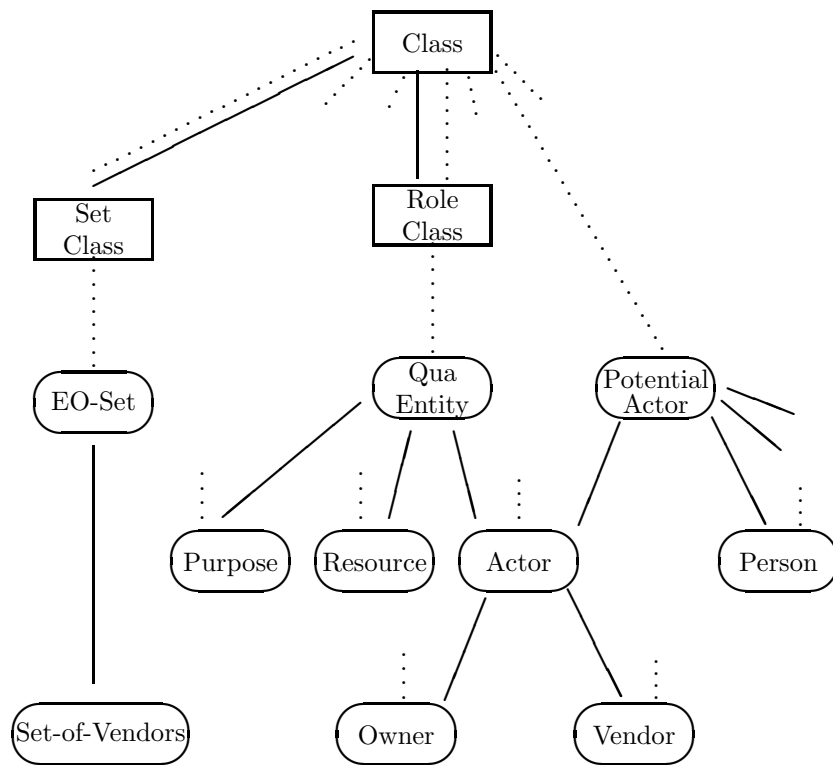 Class
Set
Class
Role
Class
EO-Set
Qua
Entity
Potential
Actor
Purpose
Resource
Actor
Person
Set-of-Vendors
Owner
Vendor